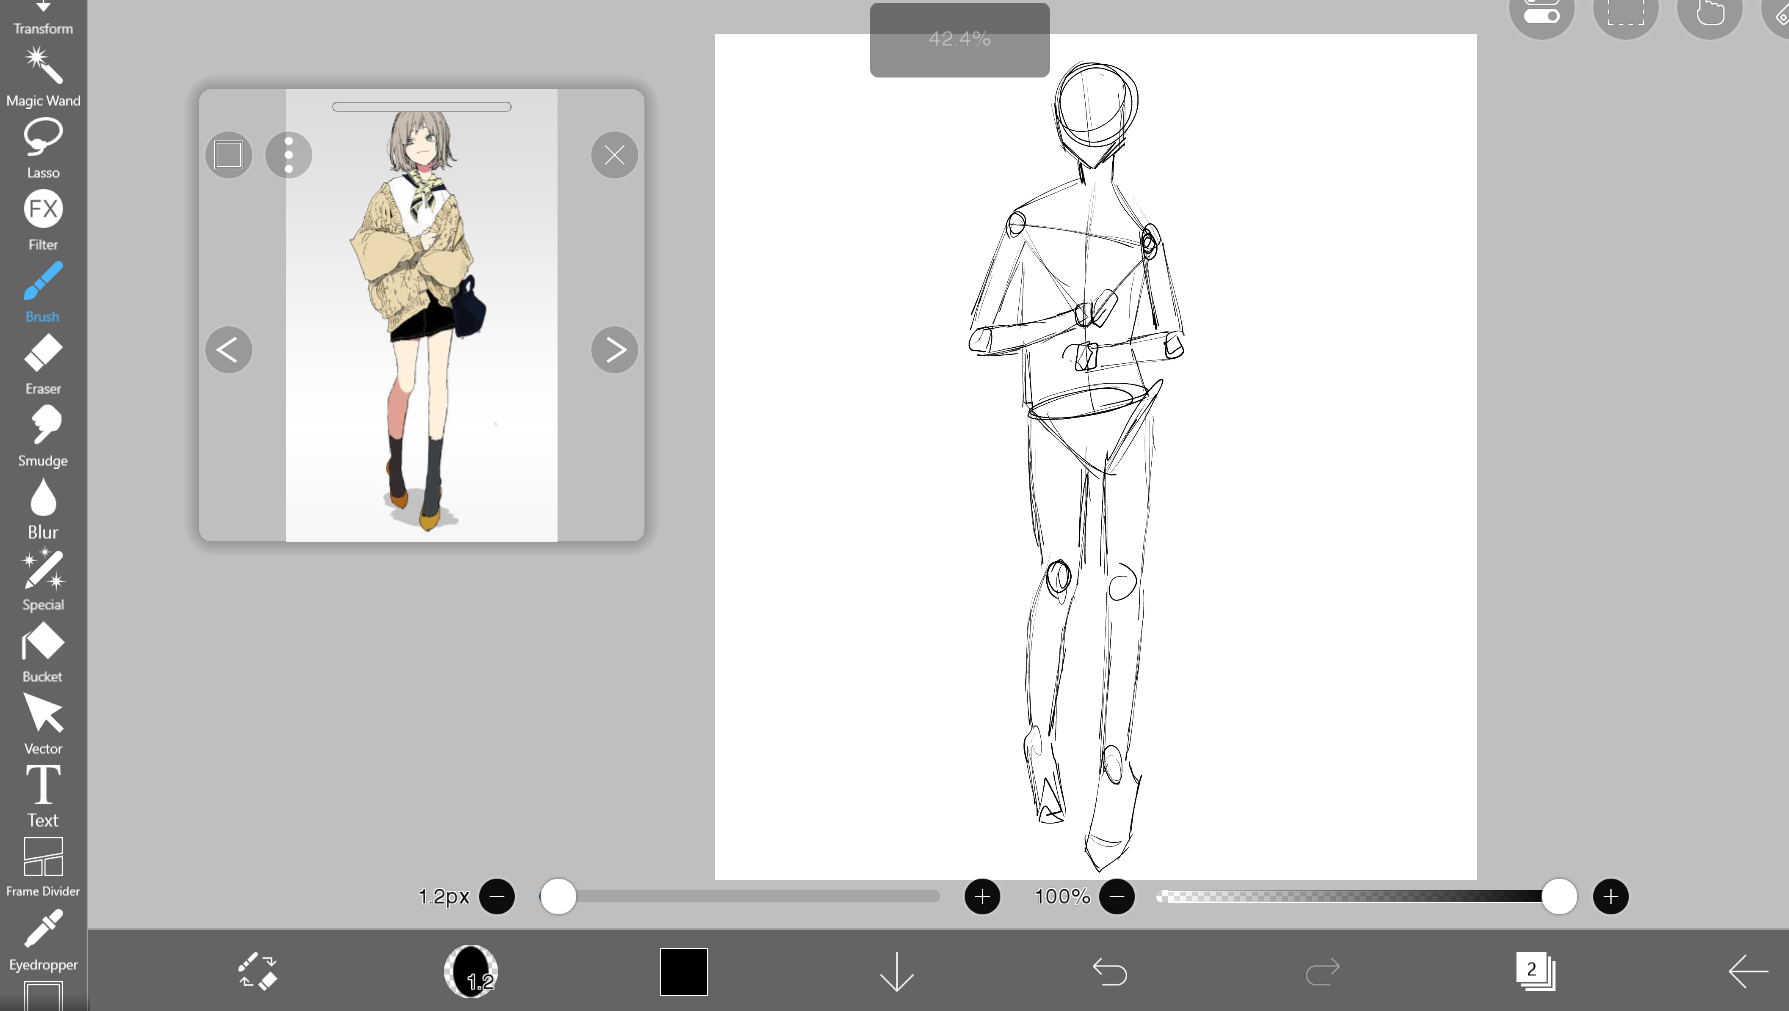 Transform
Magic Wand
Lasso
FX
Filter
Brush
Eraser
Smudge
Blur
Special
Bucket
Vector
T
Text
Frame Divider
Eyedropper
42.4%
1.2px
100%
1.2
2